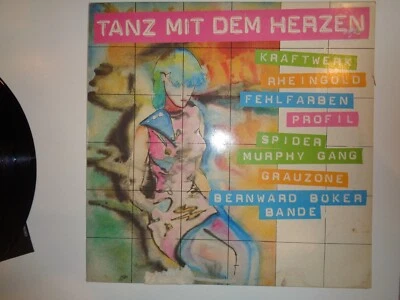 TANZ MIT DEM HERZEN
KRAFTWERK
RHEINGOLD
FEHLFARBEN
PROFIL
SPIDER
MURPHY GANG
GRAUZONE
BERNWARD BÜKER
BANDE